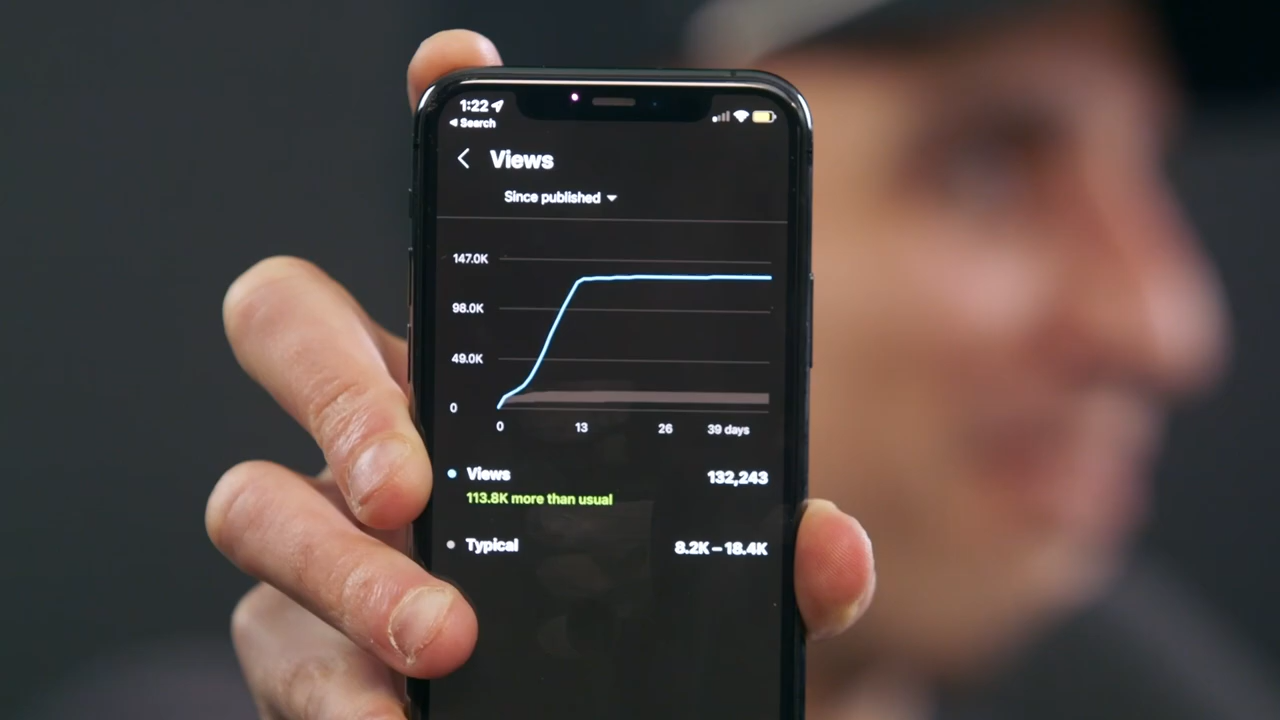 1:22
Search
Views
Since published
147.0K
98.0K
49.0K
0
0 13 26 39 days
Views 132,243
113.8K more than usual
Typical 8.2K – 18.4K